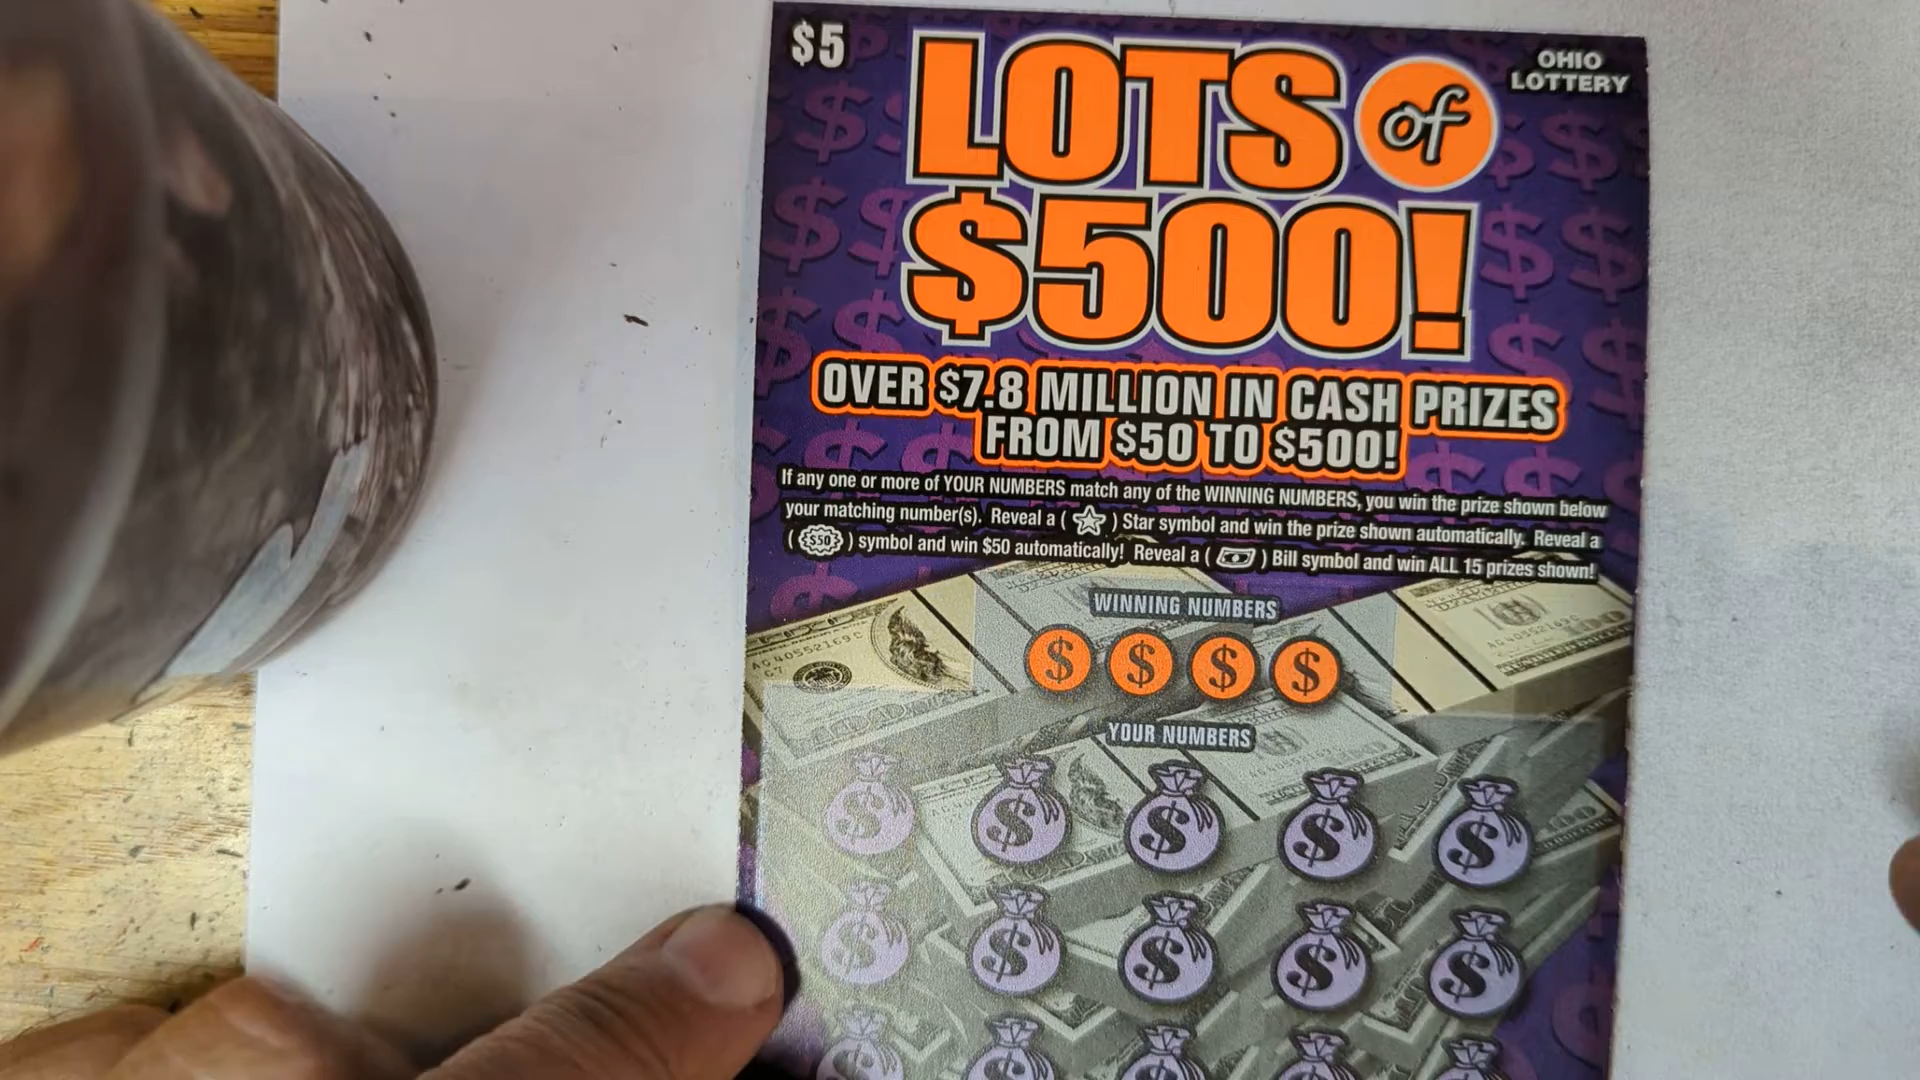 $5
LOTS of
$500!
OHIO
LOTTERY
OVER $7.8 MILLION IN CASH PRIZES
FROM $50 TO $500!
If any one or more of YOUR NUMBERS match any of the WINNING NUMBERS, you win the prize shown below
your matching number(s). Reveal a ( ) Star symbol and win the prize shown automatically. Reveal a
( $50 ) symbol and win $50 automatically! Reveal a ( ) Bill symbol and win ALL 15 prizes shown!
WINNING NUMBERS
$ $ $ $
YOUR NUMBERS
$ $ $ $ $
$ $ $ $ $
$ $ $ $ $